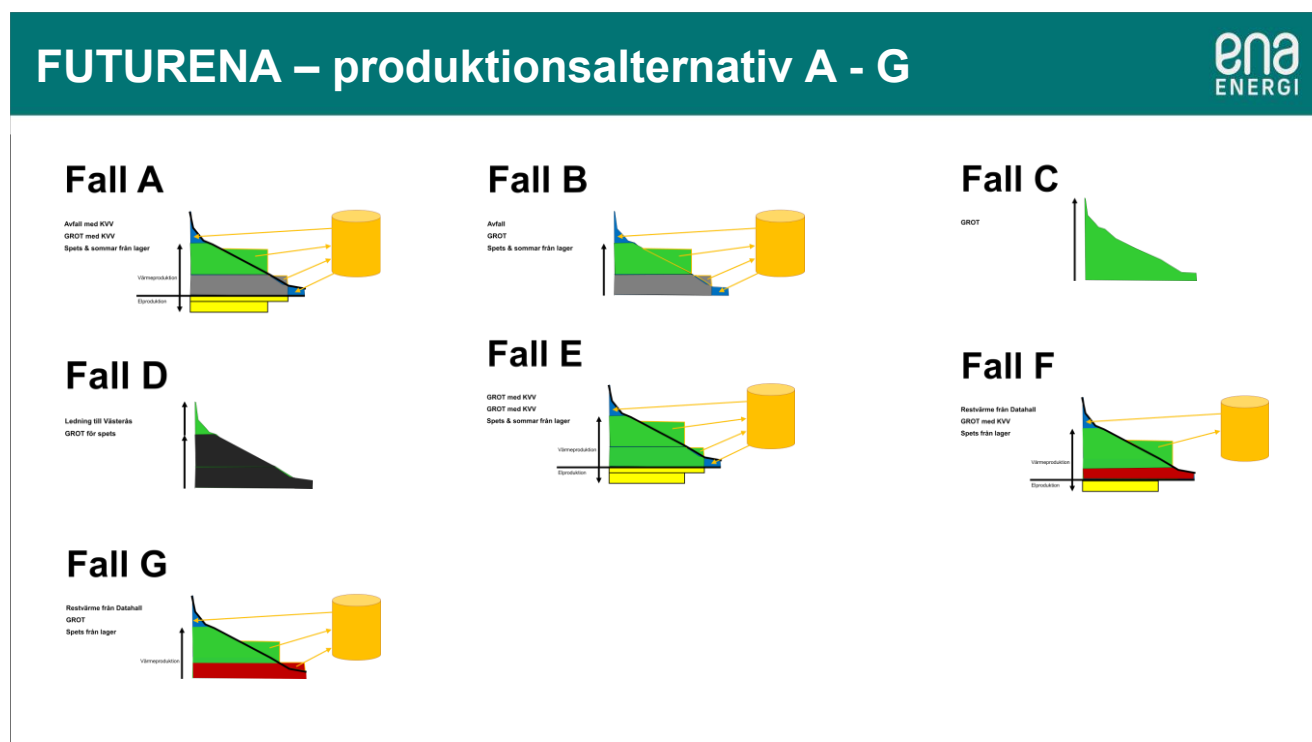 FUTURENA – produktionsalternativ A - G
ena
ENERGI
Fall A
Avfall med KVV
GROT med KVV
Spets & sommar från lager
Värmeproduktion
Elproduktion
Fall B
Avfall
GROT
Spets & sommar från lager
Fall C
GROT
Fall D
Ledning till Västerås
GROT för spets
Fall E
GROT med KVV
GROT med KVV
Spets & sommar från lager
Värmeproduktion
Elproduktion
Fall F
Restvärme från Datahall
GROT med KVV
Spets från lager
Värmeproduktion
Elproduktion
Fall G
Restvärme från Datahall
GROT
Spets från lager
Värmeproduktion